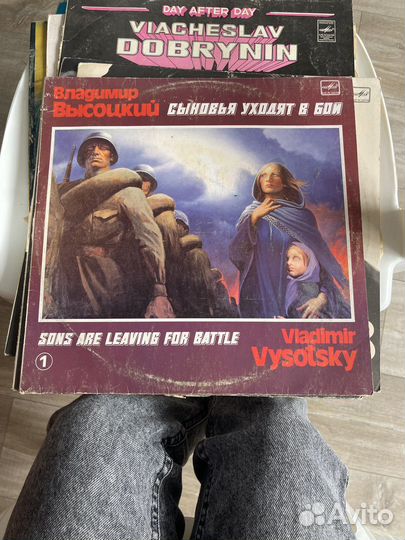 DAY AFTER DAY
VIACHESLAV
DOBRYNIN
Владимир
Высоцкий
СЫНОВЬЯ УХОДЯТ В БОЙ
SONS ARE LEAVING FOR BATTLE
Vladimir
Vysotsky
1
Avito